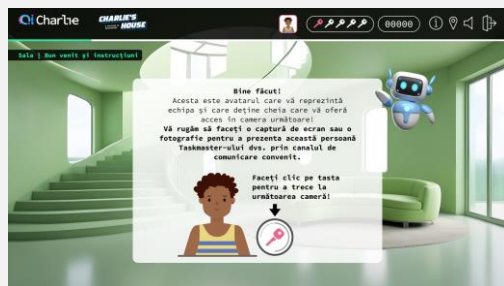 Charlie
CHARLIE'S
HOUSE
00000
Sala | Bun venit și instrucțiuni
Bine făcut!
Acesta este avatarul care vă reprezintă
echipa și care deține cheia care vă oferă
acces în camera următoare!
Vă rugăm să faceți o captură de ecran sau o
fotografie pentru a prezenta această persoană
Taskmaster-ului dvs. prin canalul de
comunicare convenit.
Faceți clic pe tasta
pentru a trece la
următoarea cameră!